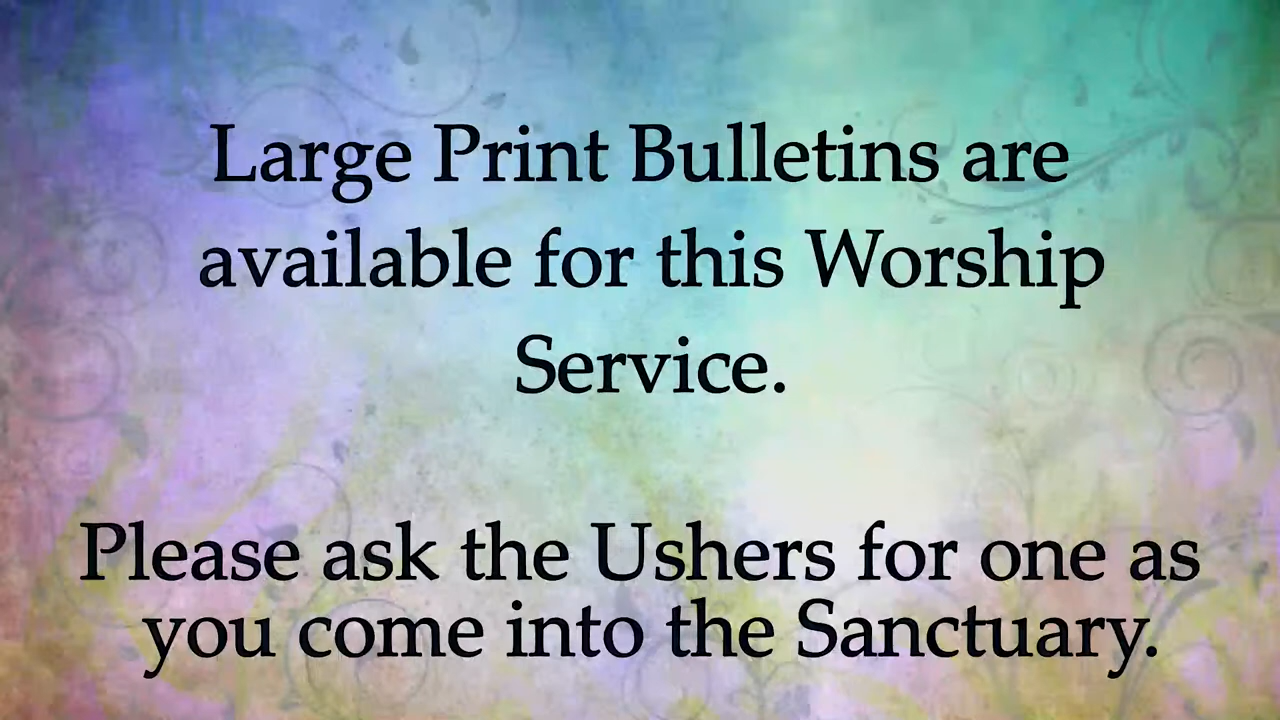 Large Print Bulletins are
available for this Worship
Service.
Please ask the Ushers for one as
you come into the Sanctuary.